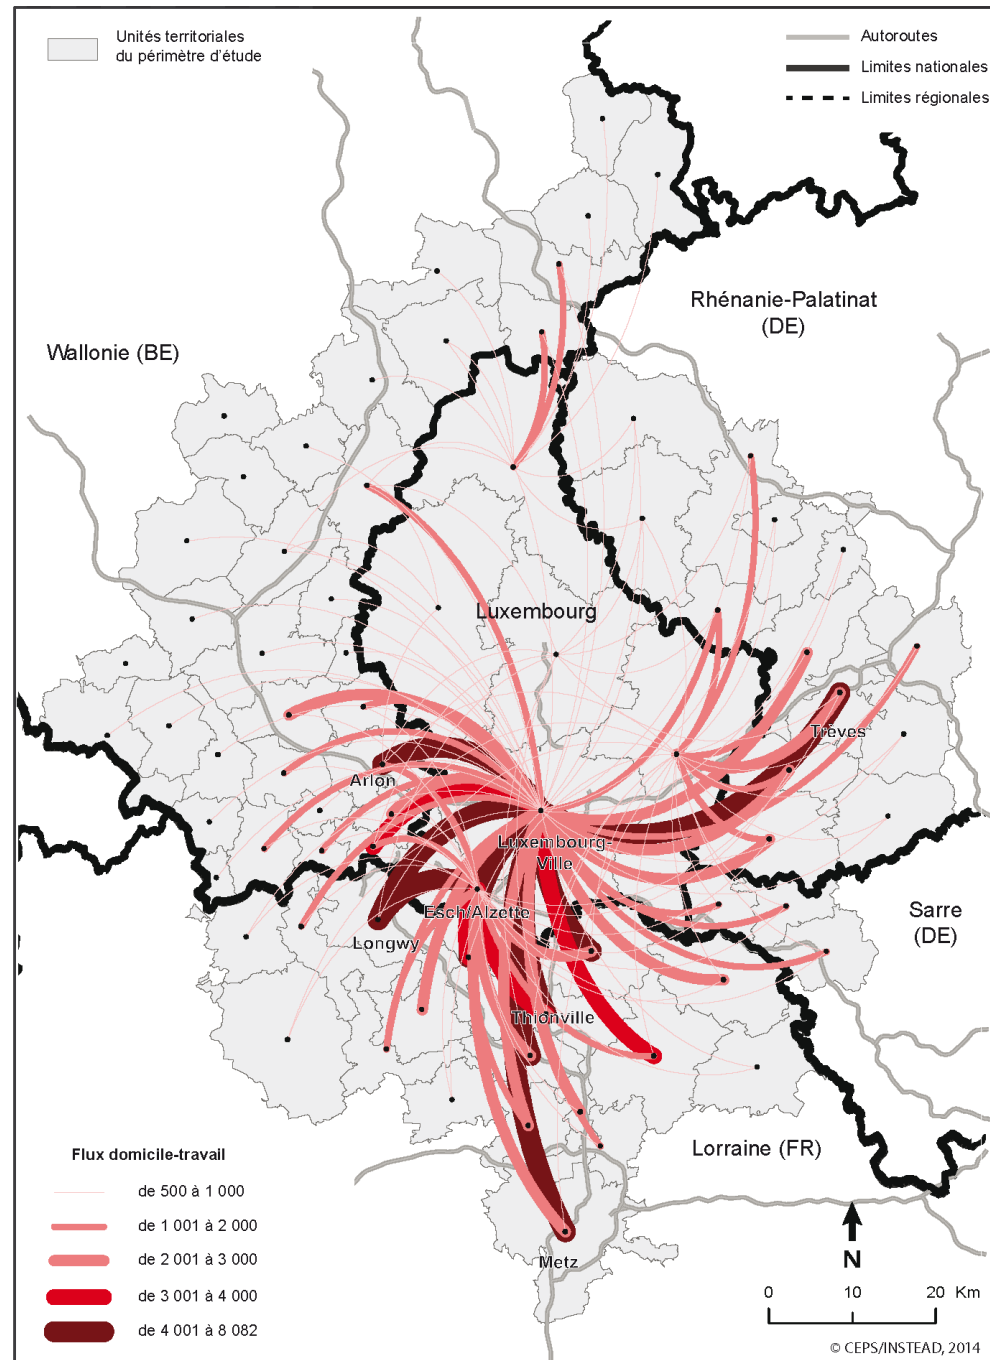 Unités territoriales
du périmètre d'étude
Autoroutes
Limites nationales
Limites régionales
Rhénanie-Palatinat
(DE)
Wallonie (BE)
Luxembourg
Trèves
Arlon
Luxembourg-
Ville
Esch/Alzette
Longwy
Sarre
(DE)
Thionville
Lorraine (FR)
Metz
Flux domicile-travail
de 500 à 1 000
de 1 001 à 2 000
de 2 001 à 3 000
de 3 001 à 4 000
de 4 001 à 8 082
N
0 10 20 Km
© CEPS/INSTEAD, 2014